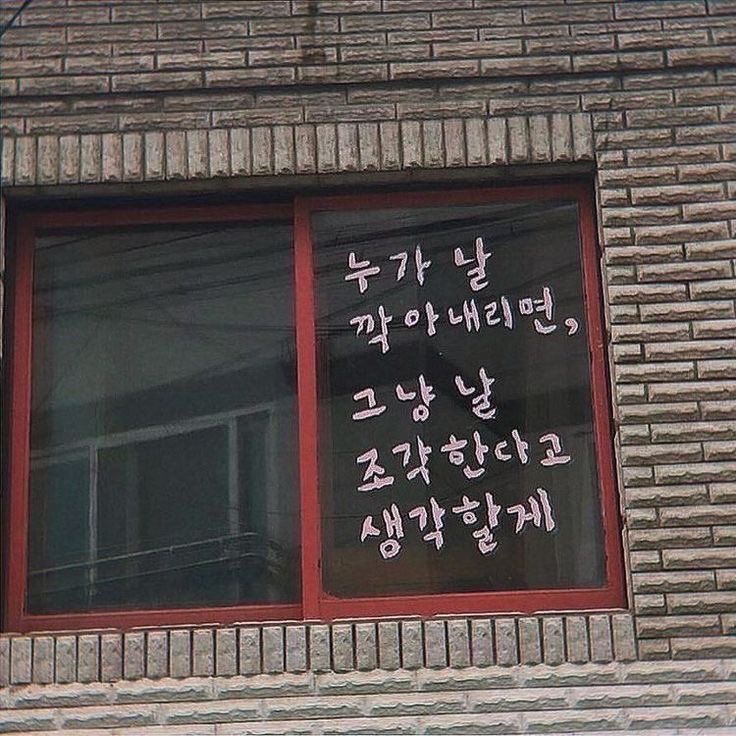 누가 날
깍아내리면,
그냥 날
조각한다고
생각할게